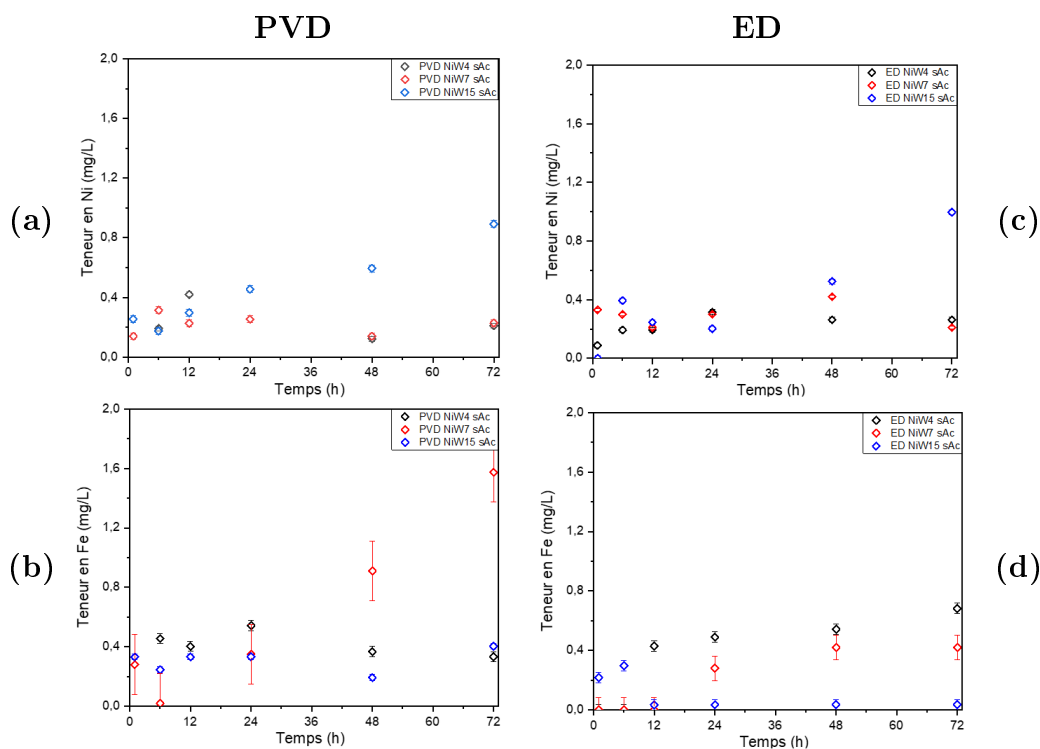 PVD
ED
(a)
Teneur en Ni (mg/L)
2,0
1,6
1,2
0,8
0,4
0,0
PVD NiW4 sAc
PVD NiW7 sAc
PVD NiW15 sAc
0 12 24 36 48 60 72
Temps (h)
(c)
Teneur en Ni (mg/L)
2,0
1,6
1,2
0,8
0,4
0,0
ED NiW4 sAc
ED NiW7 sAc
ED NiW15 sAc
0 12 24 36 48 60 72
Temps (h)
(b)
Teneur en Fe (mg/L)
2,0
1,6
1,2
0,8
0,4
0,0
PVD NiW4 sAc
PVD NiW7 sAc
PVD NiW15 sAc
0 12 24 36 48 60 72
Temps (h)
(d)
Teneur en Fe (mg/L)
2,0
1,6
1,2
0,8
0,4
0,0
ED NiW4 sAc
ED NiW7 sAc
ED NiW15 sAc
0 12 24 36 48 60 72
Temps (h)